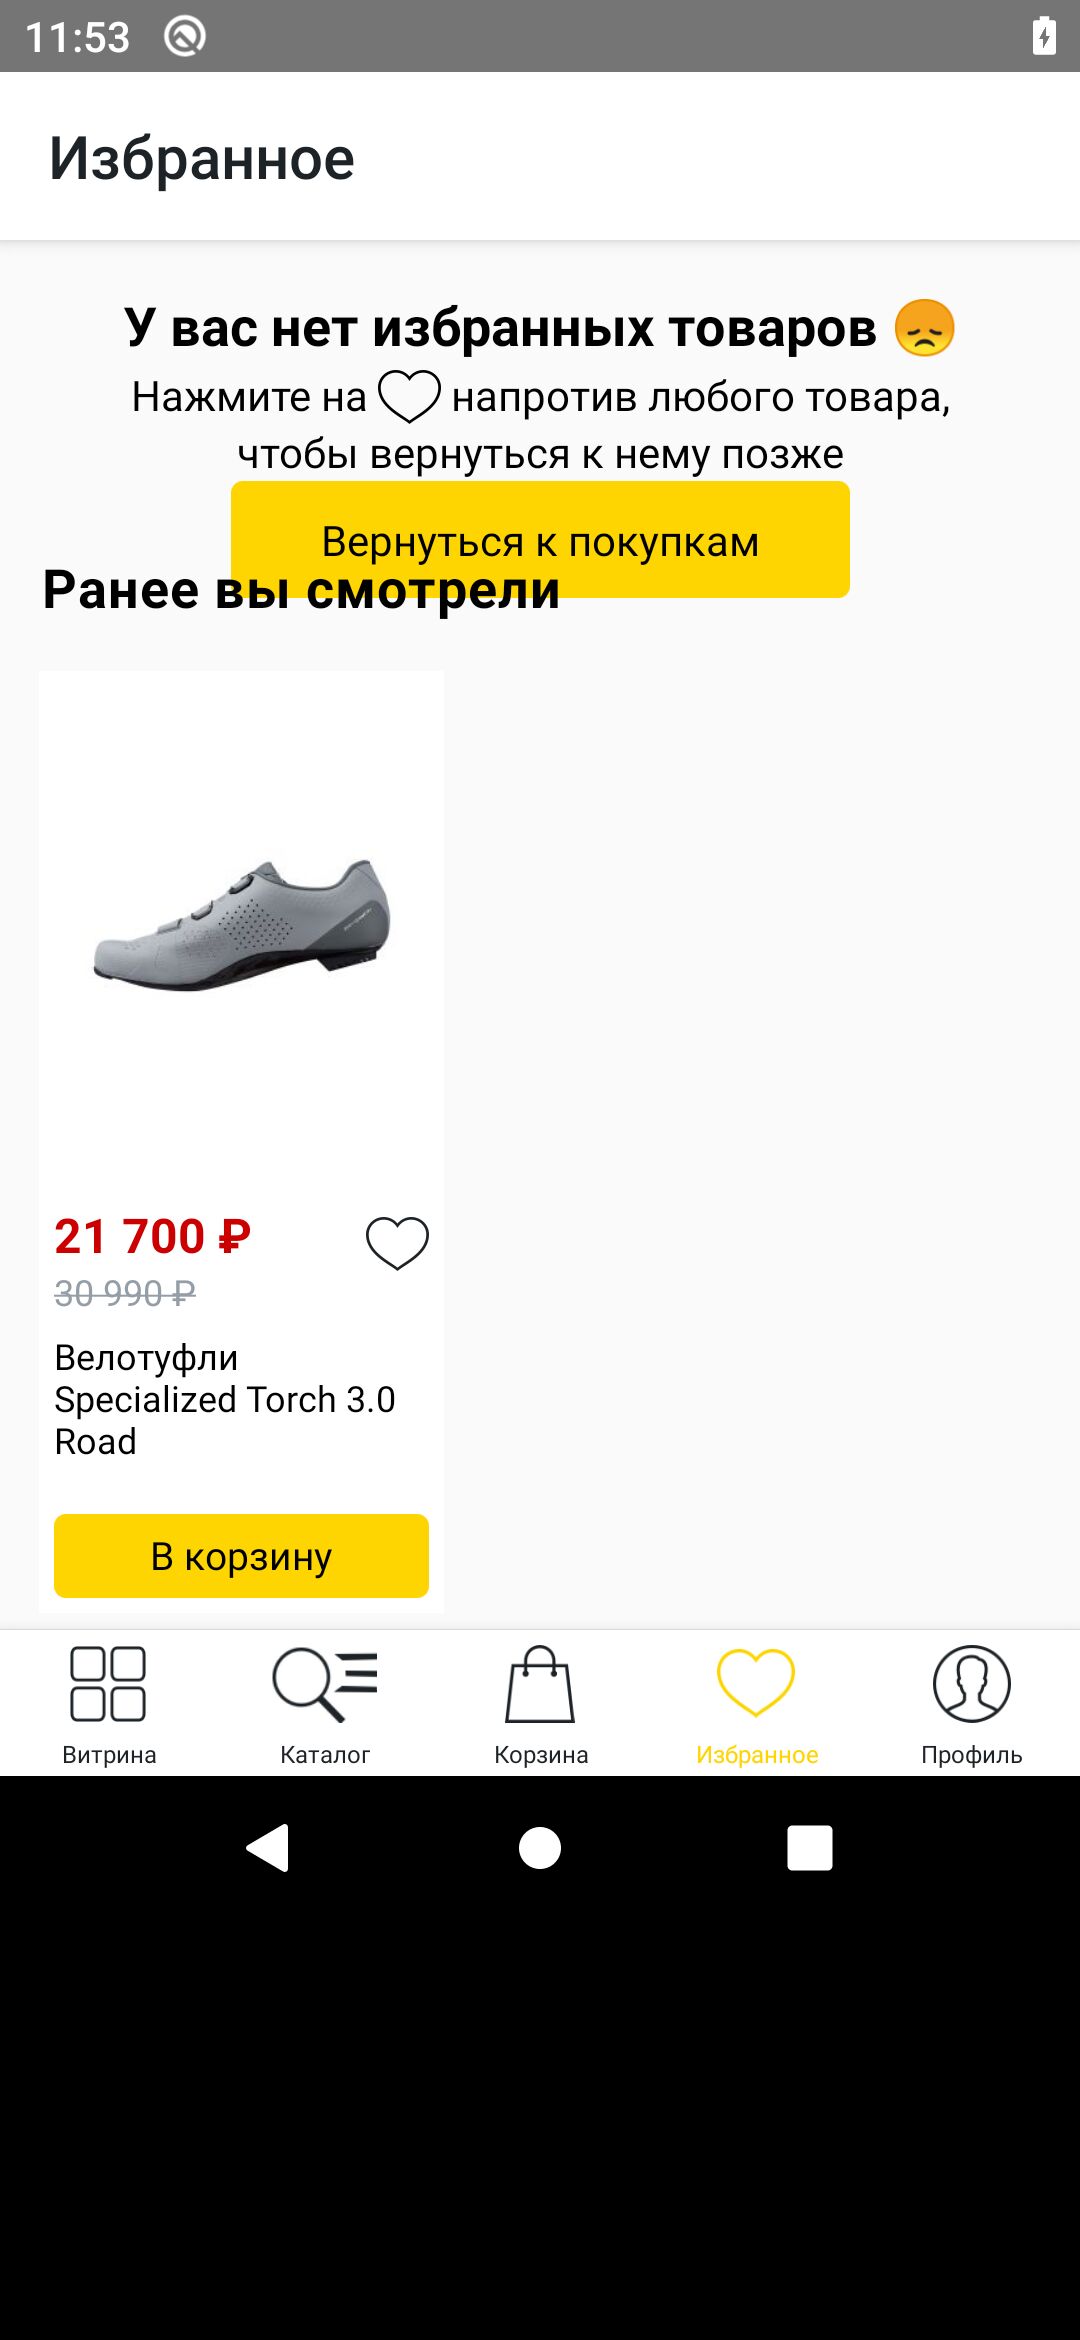 11:53
Избранное
У вас нет избранных товаров 😞
Нажмите на напротив любого товара,
чтобы вернуться к нему позже
Вернуться к покупкам
Ранее вы смотрели
21 700 ₽
30 990 ₽
Велотуфли
Specialized Torch 3.0
Road
В корзину
Витрина
Каталог
Корзина
Избранное
Профиль